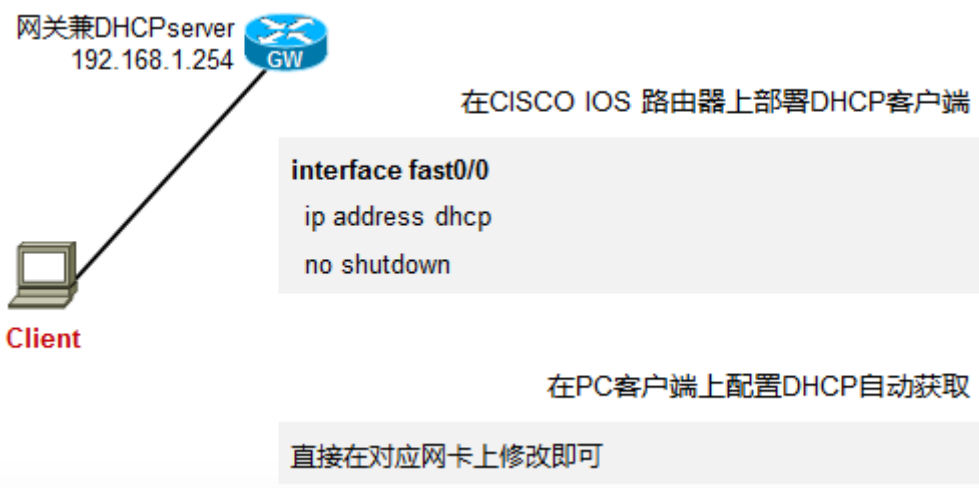 网关兼DHCPserver
192.168.1.254
GW
在CISCO IOS 路由器上部署DHCP客户端
interface fast0/0
ip address dhcp
no shutdown
Client
在PC客户端上配置DHCP自动获取
直接在对应网卡上修改即可